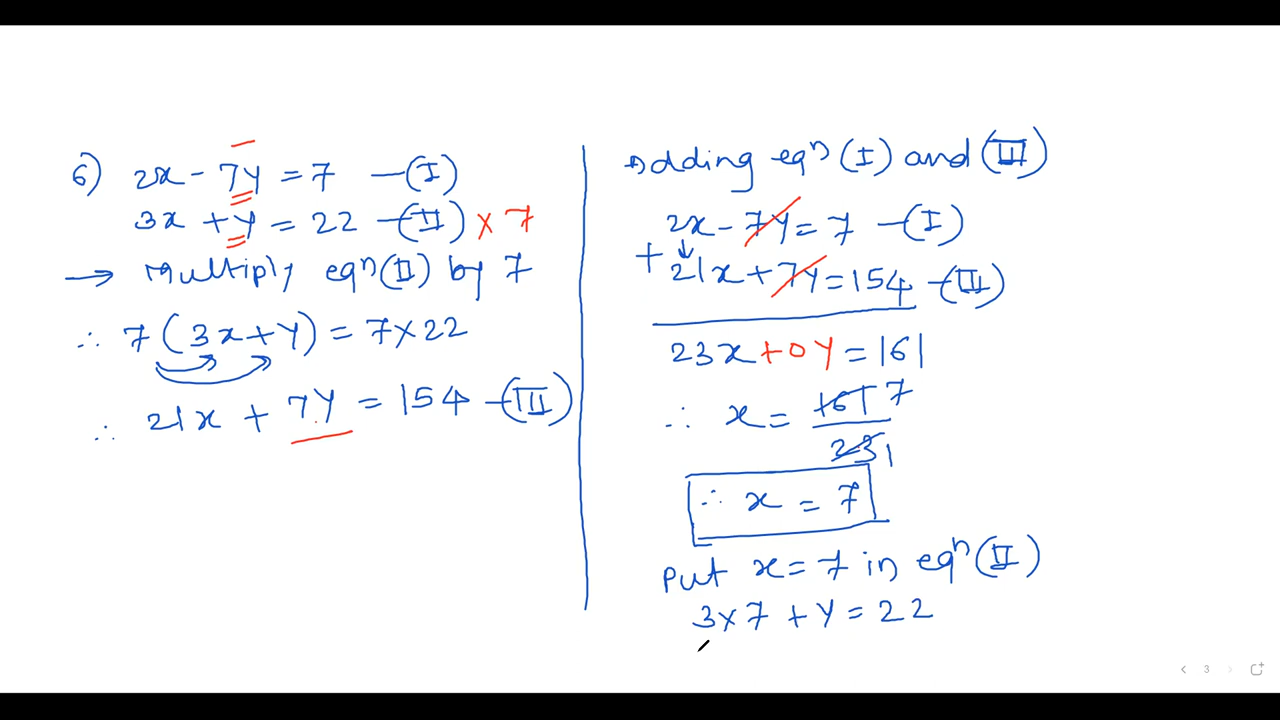 6) 2x - 7y = 7 —(I)
3x + y = 22 —(II) × 7
→ Multiply eqⁿ(II) by 7
∴ 7(3x+y) = 7×22
∴ 21x + 7y = 154 —(III)
Adding eqⁿ (I) and (III)
2x - 7y = 7 —(I)
+ 21x + 7y = 154 —(III)
23x + 0y = 161
∴ x = 161 7
23 1
∴ x = 7
Put x = 7 in eqⁿ(II)
3×7 + y = 22
3